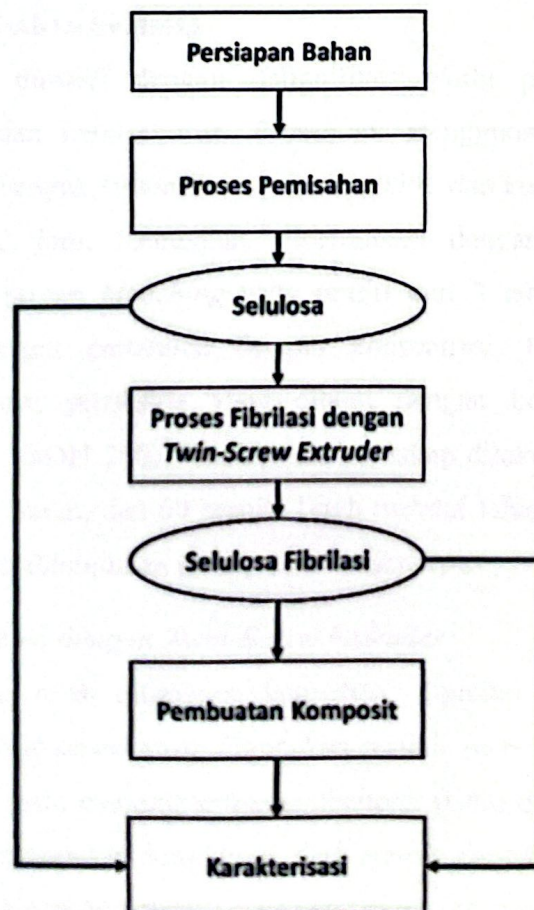 Persiapan Bahan
Proses Pemisahan
Selulosa
Proses Fibrilasi dengan
Twin-Screw Extruder
Selulosa Fibrilasi
Pembuatan Komposit
Karakterisasi